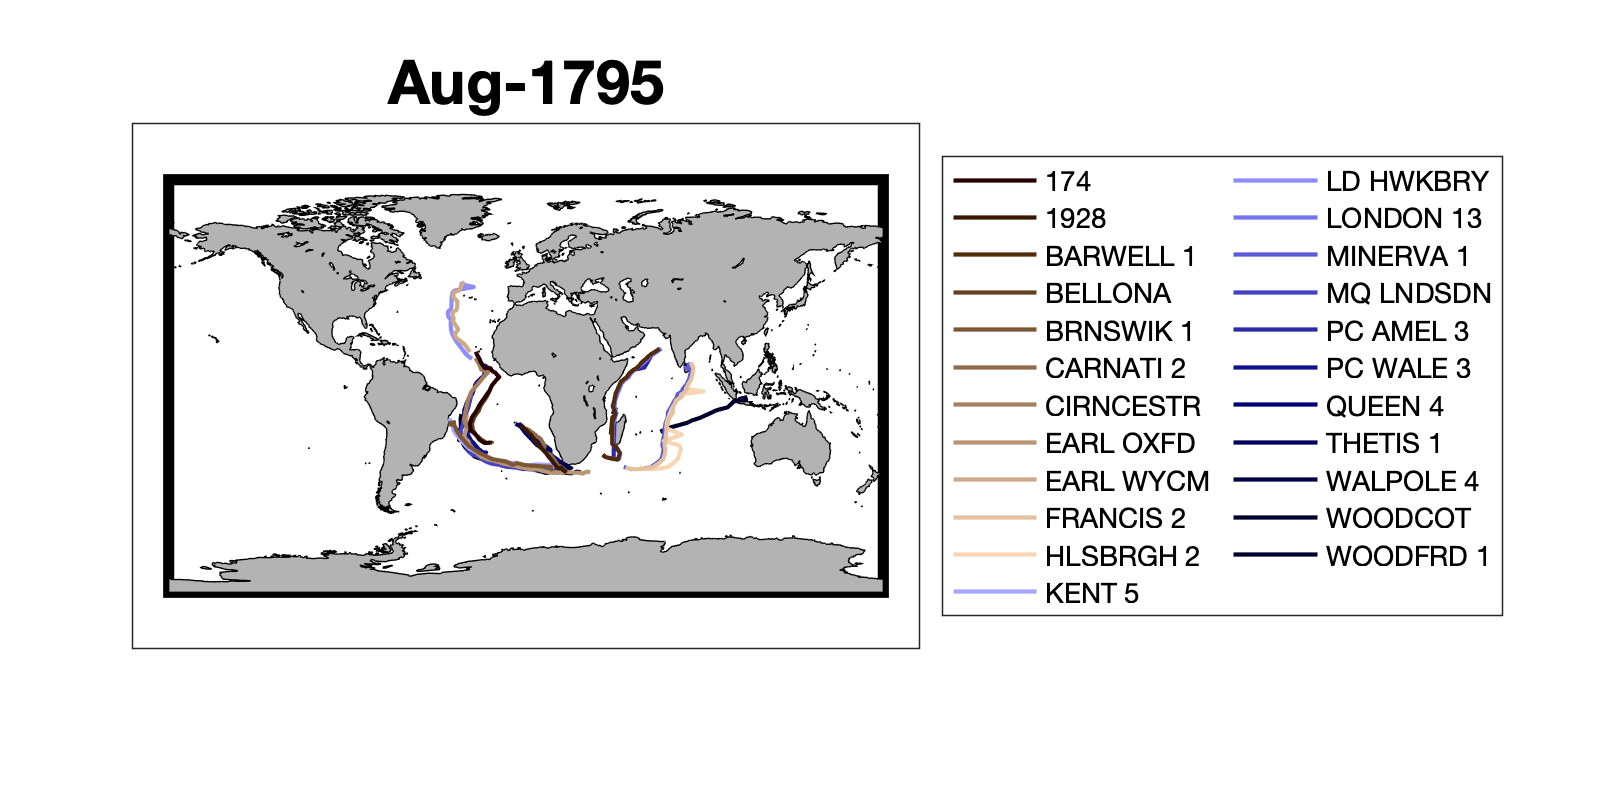 Aug-1795
174
1928
BARWELL 1
BELLONA
BRNSWIK 1
CARNATI 2
CIRNCESTR
EARL OXFD
EARL WYCM
FRANCIS 2
HLSBRGH 2
KENT 5
LD HWKBRY
LONDON 13
MINERVA 1
MQ LNDSDN
PC AMEL 3
PC WALE 3
QUEEN 4
THETIS 1
WALPOLE 4
WOODCOT
WOODFRD 1